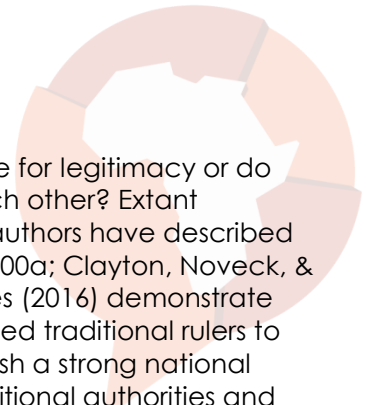 e for legitimacy or do
ch other? Extant
authors have described
00a; Clayton, Noveck, &
es (2016) demonstrate
ed traditional rulers to
sh a strong national
itional authorities and